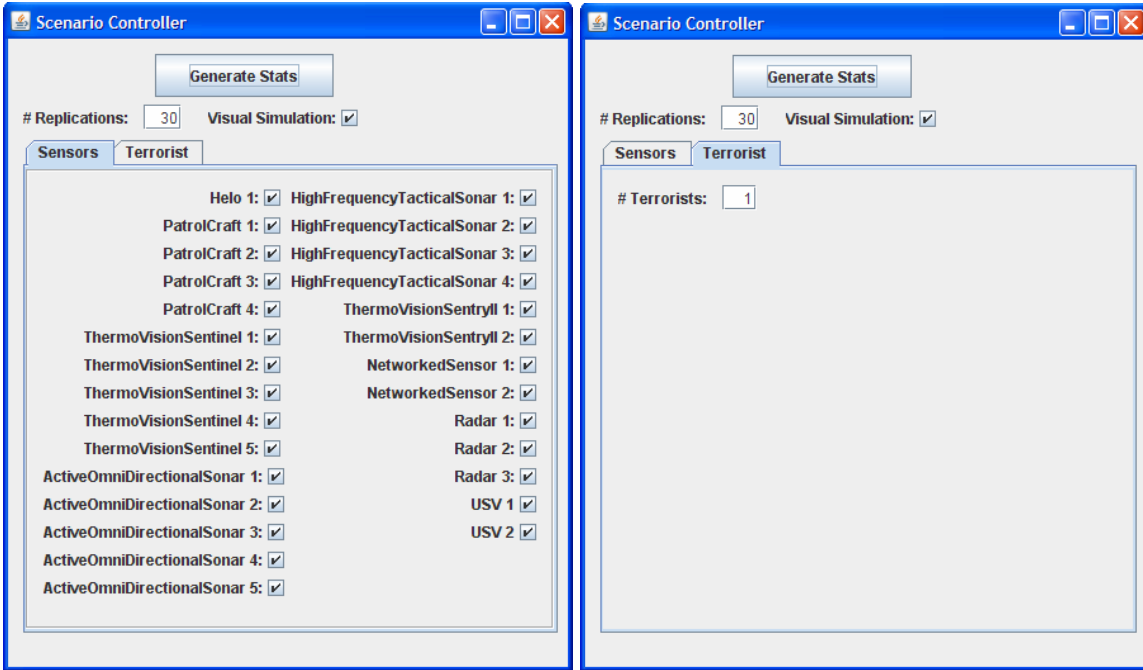 Scenario Controller
Generate Stats
# Replications: 30 Visual Simulation:
Sensors Terrorist
Helo 1: HighFrequencyTacticalSonar 1:
PatrolCraft 1: HighFrequencyTacticalSonar 2:
PatrolCraft 2: HighFrequencyTacticalSonar 3:
PatrolCraft 3: HighFrequencyTacticalSonar 4:
PatrolCraft 4: ThermoVisionSentryII 1:
ThermoVisionSentinel 1: ThermoVisionSentryII 2:
ThermoVisionSentinel 2: NetworkedSensor 1:
ThermoVisionSentinel 3: NetworkedSensor 2:
ThermoVisionSentinel 4: Radar 1:
ThermoVisionSentinel 5: Radar 2:
ActiveOmniDirectionalSonar 1: Radar 3:
ActiveOmniDirectionalSonar 2: USV 1
ActiveOmniDirectionalSonar 3: USV 2
ActiveOmniDirectionalSonar 4:
ActiveOmniDirectionalSonar 5:
Scenario Controller
Generate Stats
# Replications: 30 Visual Simulation:
Sensors Terrorist
# Terrorists: 1